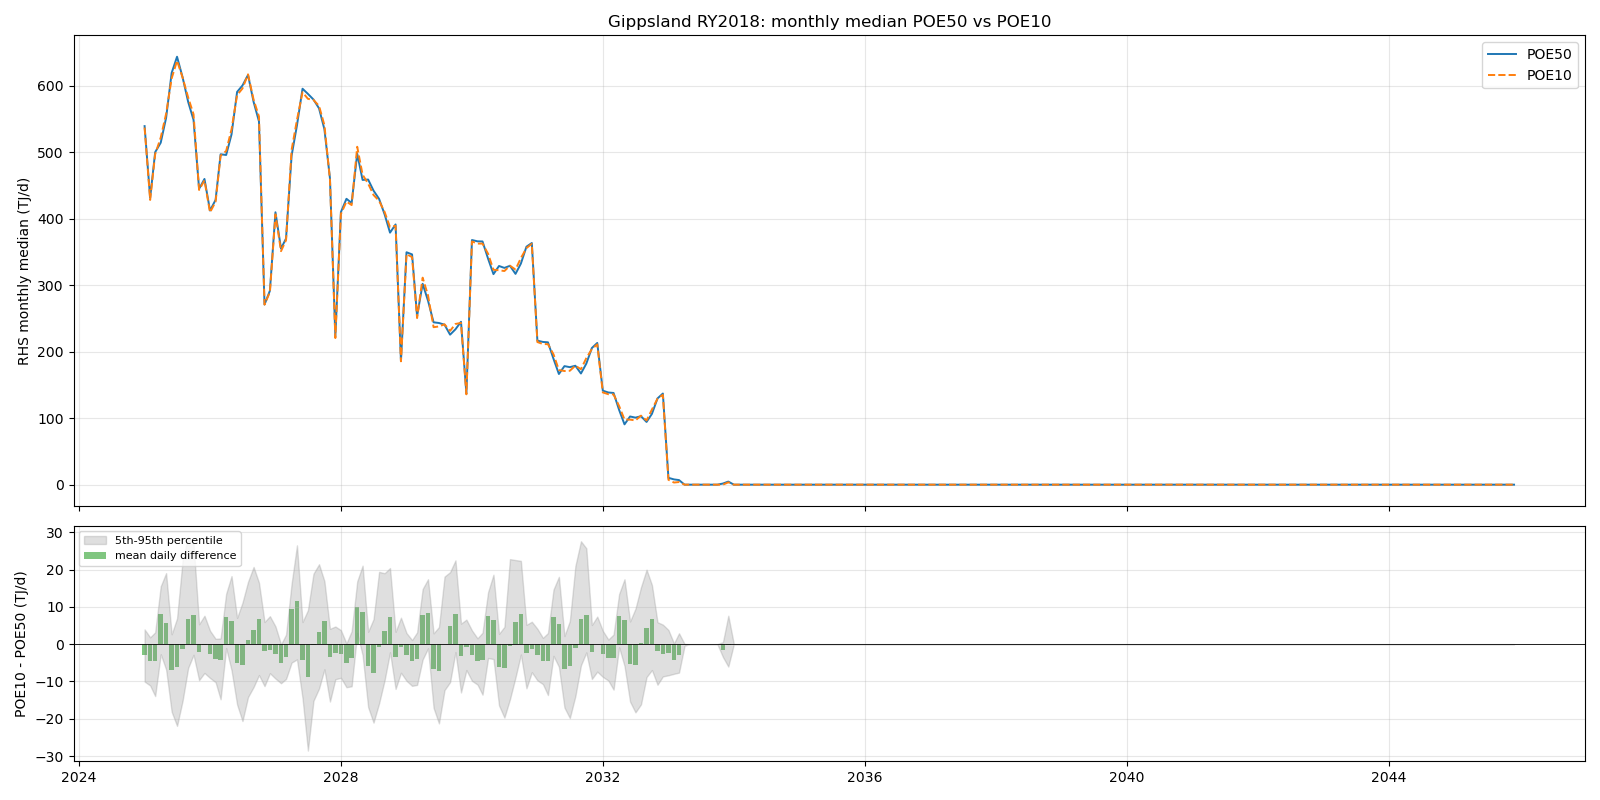 Gippsland RY2018: monthly median POE50 vs POE10
RHS monthly median (TJ/d)
600
500
400
300
200
100
0
POE50
POE10
POE10 - POE50 (TJ/d)
30
20
10
0
−10
−20
−30
5th-95th percentile
mean daily difference
2024
2028
2032
2036
2040
2044